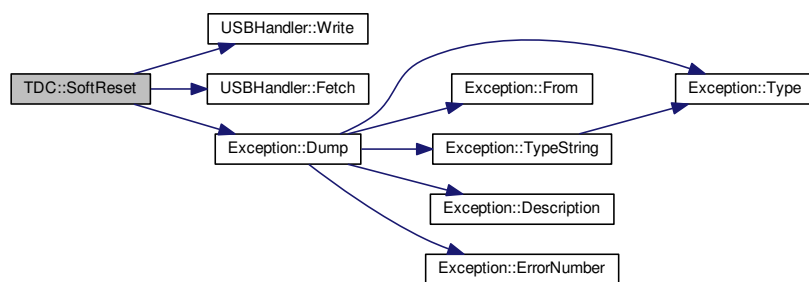 USBHandler::Write
TDC::SoftReset
USBHandler::Fetch
Exception::From
Exception::Type
Exception::Dump
Exception::TypeString
Exception::Description
Exception::ErrorNumber